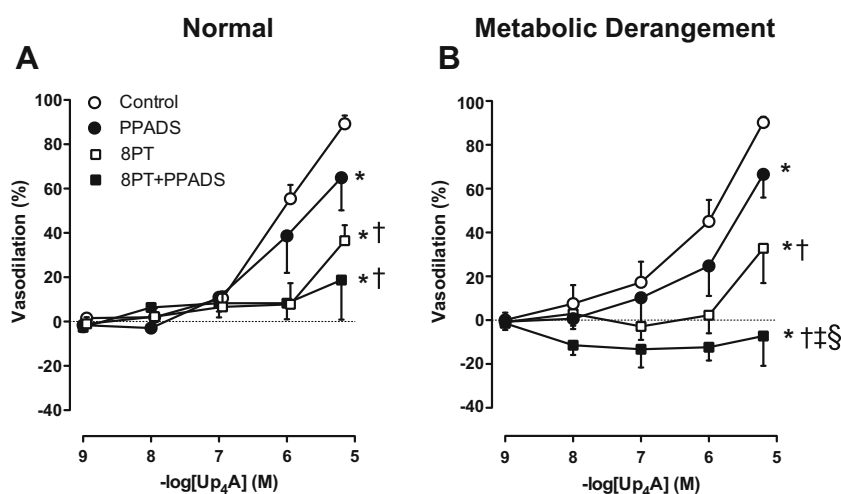 Normal
Metabolic Derangement
A
B
Control
PPADS
8PT
8PT+PPADS
Vasodilation (%)
100
80
60
40
20
0
-20
-40
*
*†
*†
9 8 7 6 5
-log[Up₄A] (M)
Vasodilation (%)
100
80
60
40
20
0
-20
-40
*
*†
*†‡§
9 8 7 6 5
-log[Up₄A] (M)